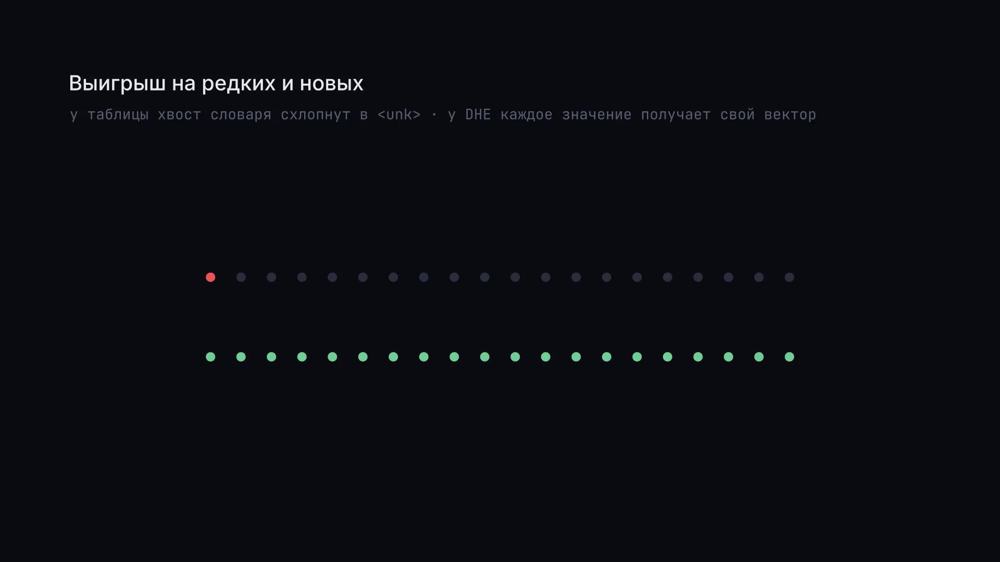 Выигрыш на редких и новых
у таблицы хвост словаря схлопнут в <unk> · у DHE каждое значение получает свой вектор